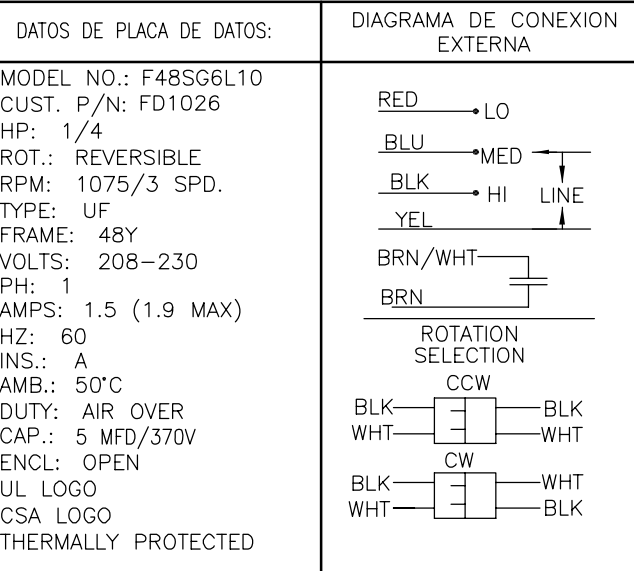 DATOS DE PLACA DE DATOS:
MODEL NO.: F48SG6L10
CUST. P/N: FD1026
HP: 1/4
ROT.: REVERSIBLE
RPM: 1075/3 SPD.
TYPE: UF
FRAME: 48Y
VOLTS: 208-230
PH: 1
AMPS: 1.5 (1.9 MAX)
HZ: 60
INS.: A
AMB.: 50°C
DUTY: AIR OVER
CAP.: 5 MFD/370V
ENCL: OPEN
UL LOGO
CSA LOGO
THERMALLY PROTECTED
DIAGRAMA DE CONEXION
EXTERNA
RED LO
BLU MED
BLK HI LINE
YEL
BRN/WHT
BRN
ROTATION
SELECTION
CCW
BLK BLK
WHT WHT
CW
BLK WHT
WHT BLK